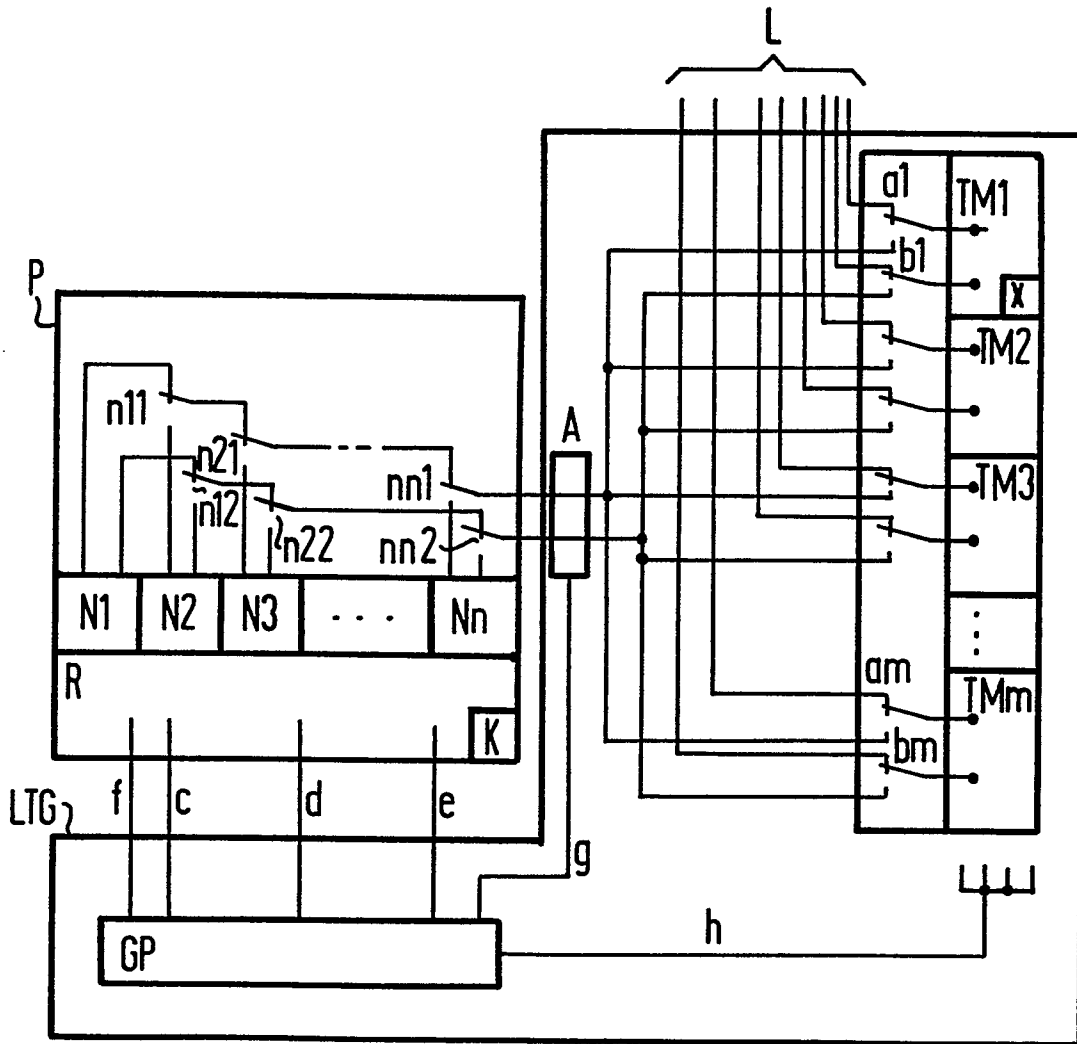 L
a1 TM1
b1
X
P
TM2
n11
A
n21
nn1
TM3
n12
n22
nn2
N1 N2 N3 . . . Nn
⋮
R
am
TMm
K
bm
f c d e
LTG
g
h
GP